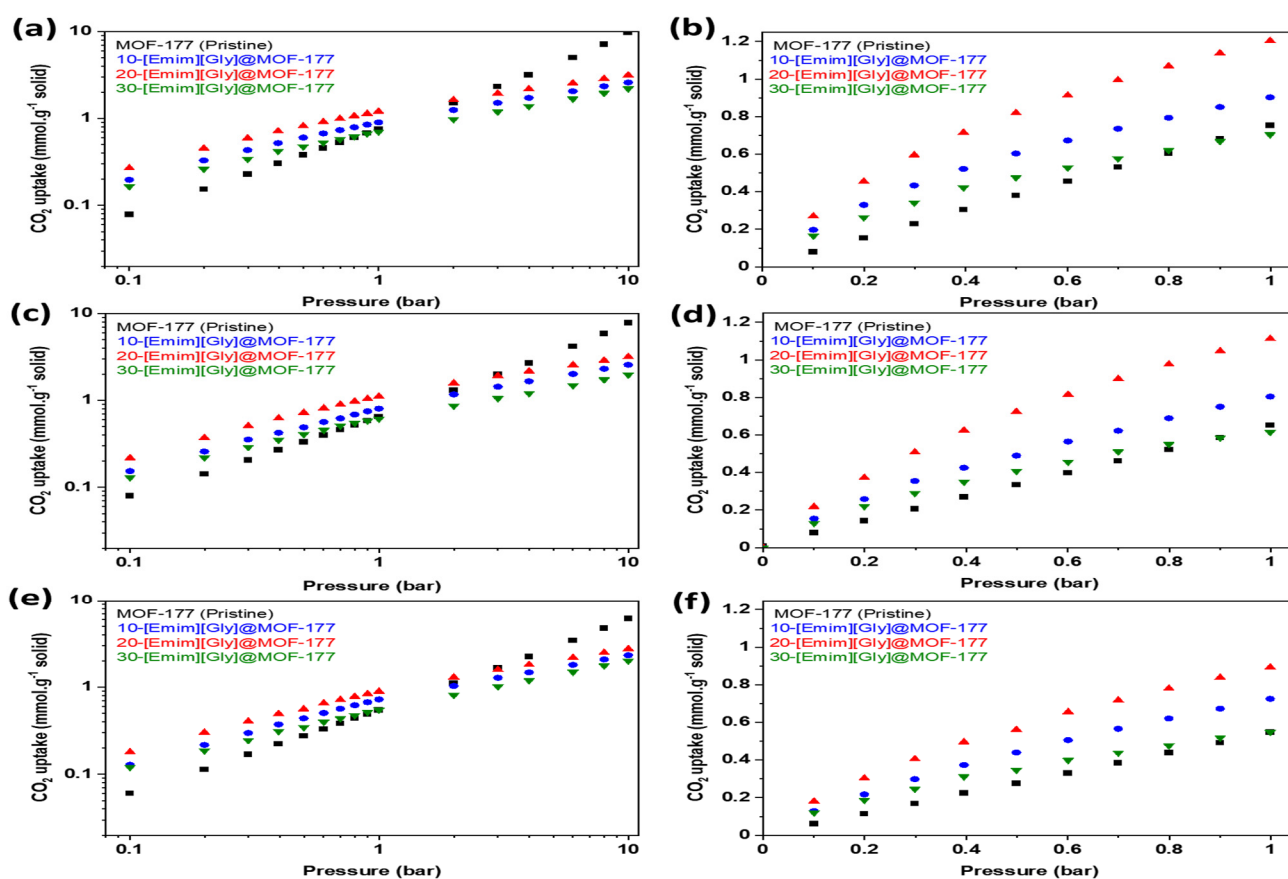 (a)
10
1
0.1
CO₂ uptake (mmol.g⁻¹ solid)
MOF-177 (Pristine)
10-[Emim][Gly]@MOF-177
20-[Emim][Gly]@MOF-177
30-[Emim][Gly]@MOF-177
0.1 1 10
Pressure (bar)
(b)
1.2
1
0.8
0.6
0.4
0.2
0
CO₂ uptake (mmol.g⁻¹ solid)
MOF-177 (Pristine)
10-[Emim][Gly]@MOF-177
20-[Emim][Gly]@MOF-177
30-[Emim][Gly]@MOF-177
0 0.2 0.4 0.6 0.8 1
Pressure (bar)
(c)
10
1
0.1
CO₂ uptake (mmol.g⁻¹ solid)
MOF-177 (Pristine)
10-[Emim][Gly]@MOF-177
20-[Emim][Gly]@MOF-177
30-[Emim][Gly]@MOF-177
0.1 1 10
Pressure (bar)
(d)
1.2
1
0.8
0.6
0.4
0.2
0
CO₂ uptake (mmol.g⁻¹ solid)
MOF-177 (Pristine)
10-[Emim][Gly]@MOF-177
20-[Emim][Gly]@MOF-177
30-[Emim][Gly]@MOF-177
0 0.2 0.4 0.6 0.8 1
Pressure (bar)
(e)
10
1
0.1
CO₂ uptake (mmol.g⁻¹ solid)
MOF-177 (Pristine)
10-[Emim][Gly]@MOF-177
20-[Emim][Gly]@MOF-177
30-[Emim][Gly]@MOF-177
0.1 1 10
Pressure (bar)
(f)
1.2
1
0.8
0.6
0.4
0.2
0
CO₂ uptake (mmol.g⁻¹ solid)
MOF-177 (Pristine)
10-[Emim][Gly]@MOF-177
20-[Emim][Gly]@MOF-177
30-[Emim][Gly]@MOF-177
0 0.2 0.4 0.6 0.8 1
Pressure (bar)